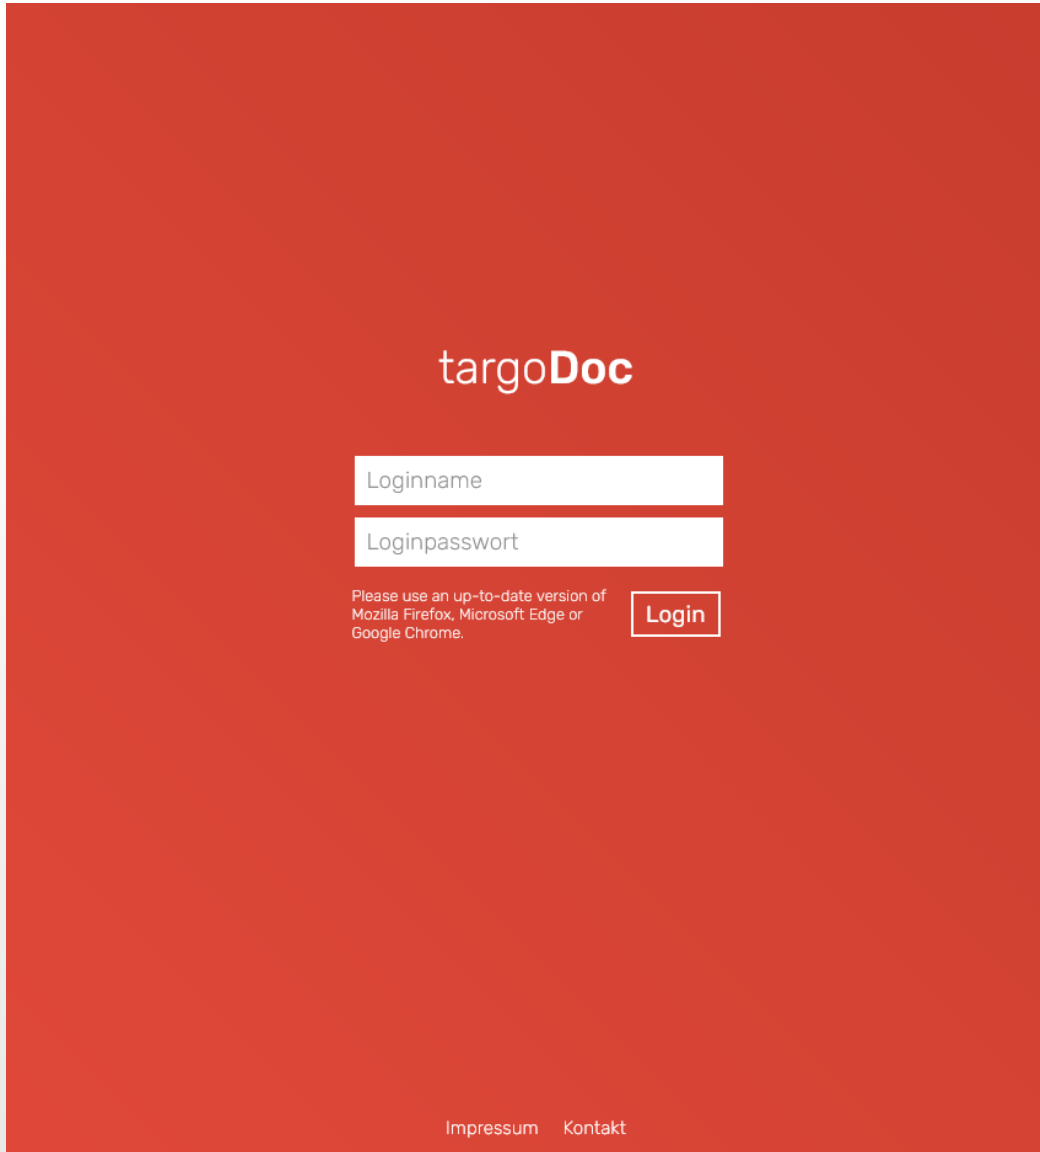 targoDoc
Loginname
Loginpasswort
Please use an up-to-date version of
Mozilla Firefox, Microsoft Edge or
Google Chrome.
Login
Impressum Kontakt